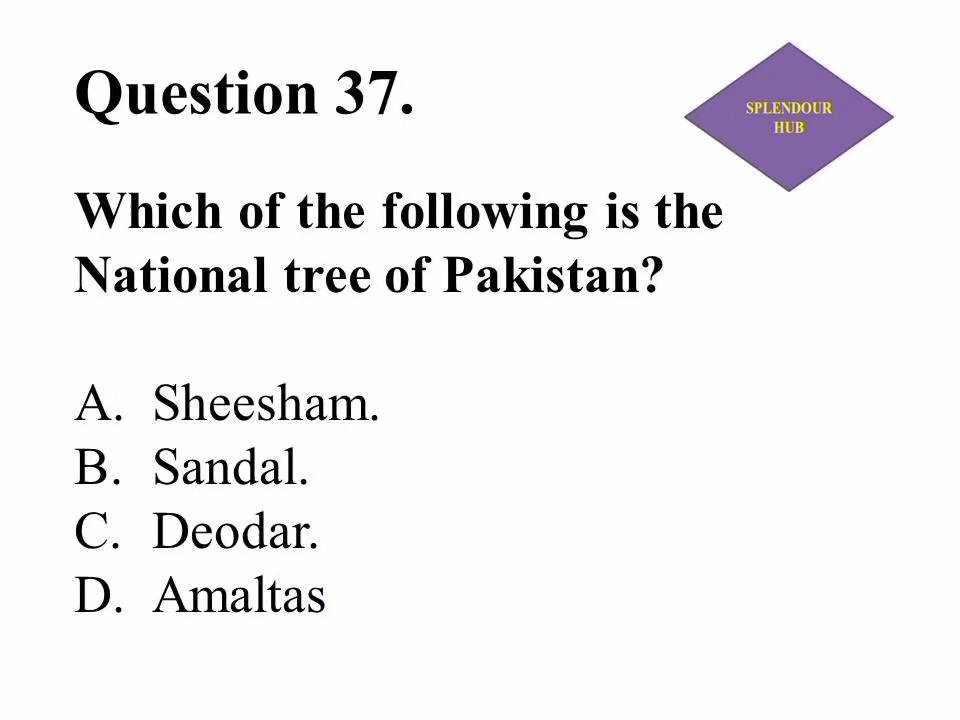 Question 37.
SPLENDOUR
HUB
Which of the following is the
National tree of Pakistan?
A. Sheesham.
B. Sandal.
C. Deodar.
D. Amaltas